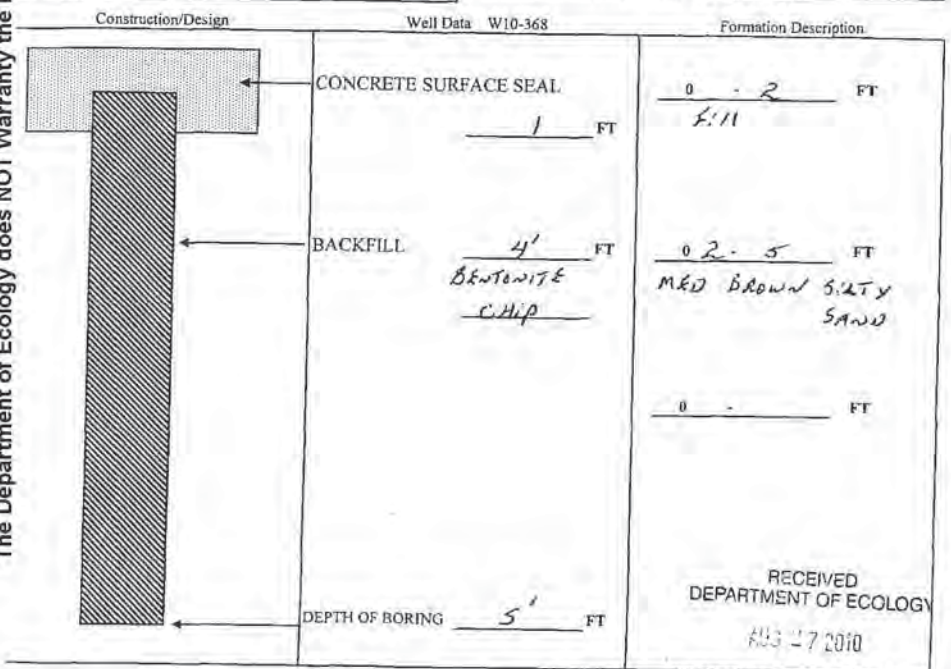 The Department of Ecology does NOT Warranty the
Construction/Design
Well Data W10-368
Formation Description
CONCRETE SURFACE SEAL
1 FT
0 - 2 FT
Fill
BACKFILL 4' FT
BENTONITE
CHIP
0 2 - 5 FT
MED BROWN SILTY
SAND
0 - FT
DEPTH OF BORING 5' FT
RECEIVED
DEPARTMENT OF ECOLOGY
2010